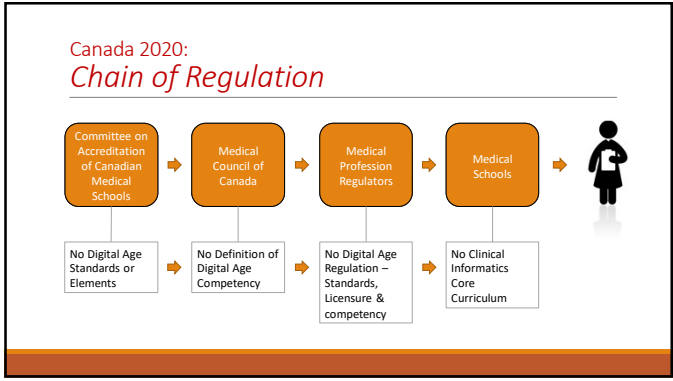 Canada 2020:
Chain of Regulation
Committee on
Accreditation
of Canadian
Medical
Schools
Medical
Council of
Canada
Medical
Profession
Regulators
Medical
Schools
No Digital Age
Standards or
Elements
No Definition of
Digital Age
Competency
No Digital Age
Regulation –
Standards,
Licensure &
competency
No Clinical
Informatics
Core
Curriculum